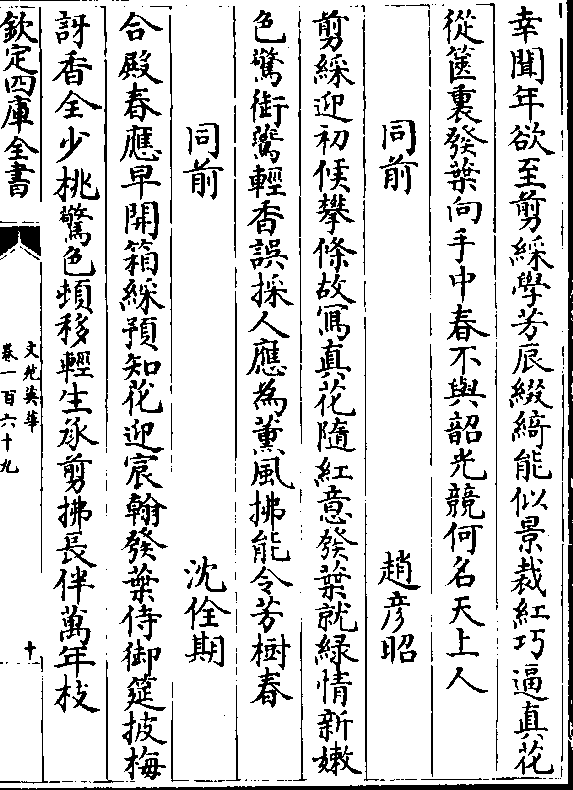 幸聞年欲至剪綵學芳辰綴綺能似景裁紅巧逼真花
從篋裏發葉向手中春不與韶光競何名天上人
同前 趙彦昭
剪綵迎初候攀條故寫真花隨紅意發葉就緑情新嫩
色驚銜鷰輕香誤採人應為薰風拂能令芳樹春
同前 沈佺期
合殿春應早開箱綵預知花迎宸翰發葉侍御筵披梅
訝香全少桃驚色頓移輕生承剪拂長伴萬年枝
欽定四庫全書
文苑英華
卷一百六十九
十